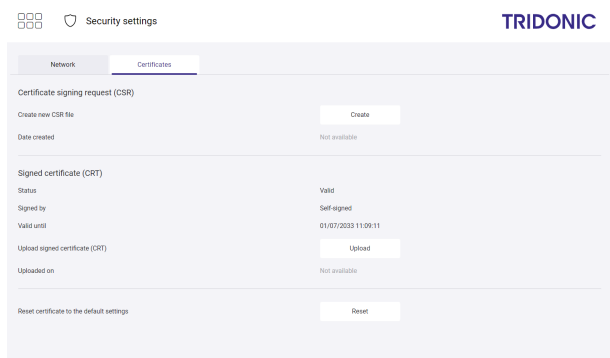 Security settings
TRIDONIC
Network
Certificates
Certificate signing request (CSR)
Create new CSR file
Create
Date created
Not available
Signed certificate (CRT)
Status
Valid
Signed by
Self-signed
Valid until
01/07/2033 11:09:11
Upload signed certificate (CRT)
Upload
Uploaded on
Not available
Reset certificate to the default settings
Reset